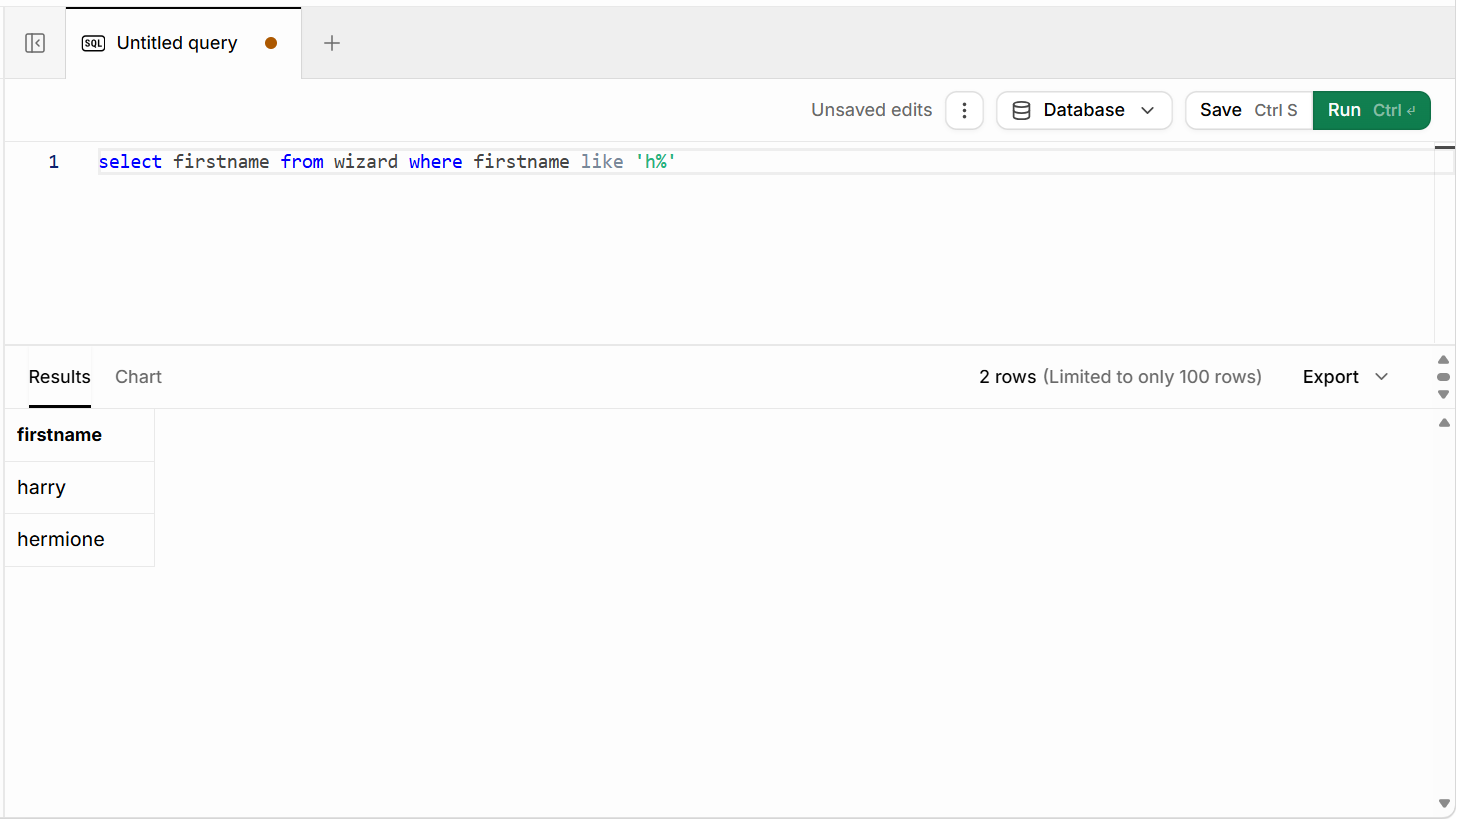 SQL Untitled query
Unsaved edits Database Save Ctrl S Run Ctrl ↵
1 select firstname from wizard where firstname like 'h%'
Results Chart 2 rows (Limited to only 100 rows) Export
firstname
harry
hermione